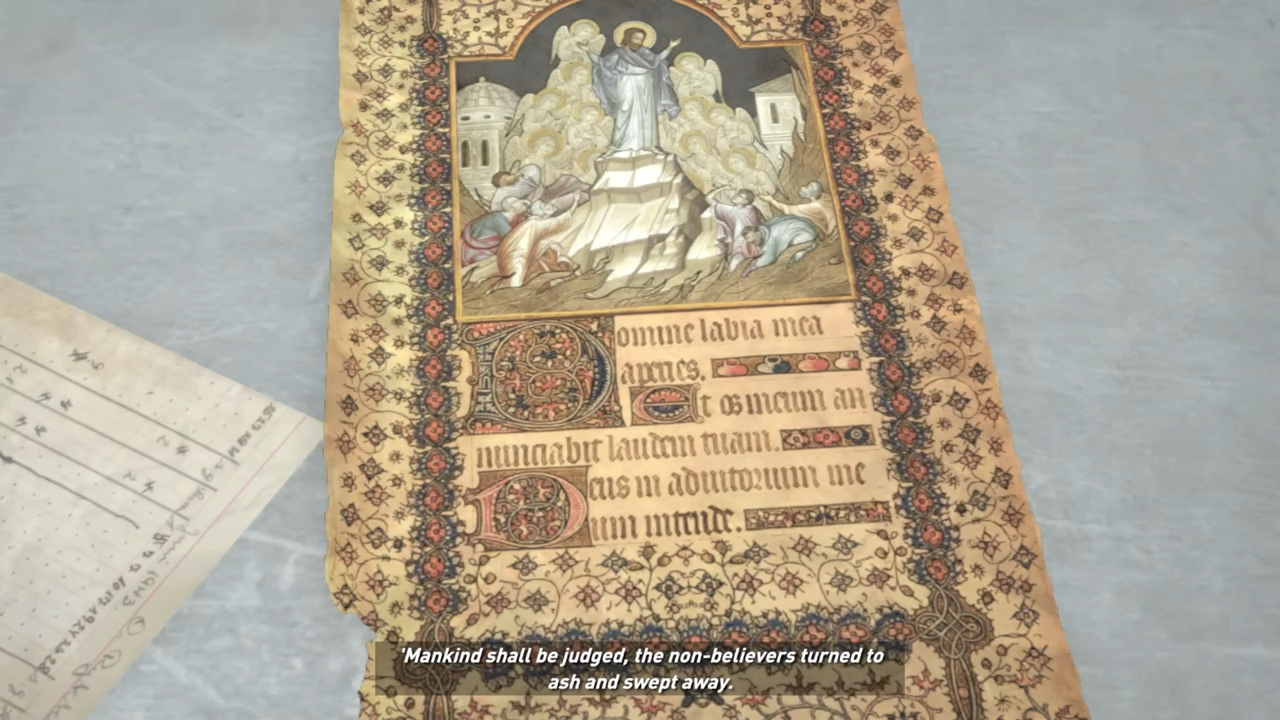 Domine labia mea
aperies.
Et os meum an
nunciabit laudem tuam.
Deus in adiutorium me
um intende.
'Mankind shall be judged, the non-believers turned to
ash and swept away.